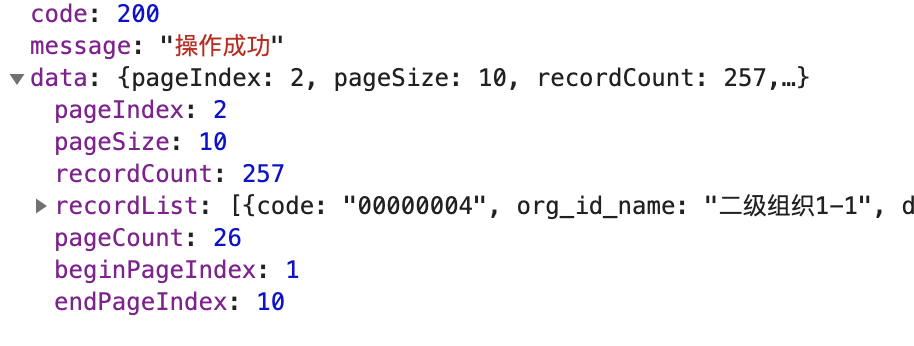 code: 200
message: "操作成功"
data: {pageIndex: 2, pageSize: 10, recordCount: 257,…}
pageIndex: 2
pageSize: 10
recordCount: 257
recordList: [{code: "00000004", org_id_name: "二级组织1-1", d
pageCount: 26
beginPageIndex: 1
endPageIndex: 10